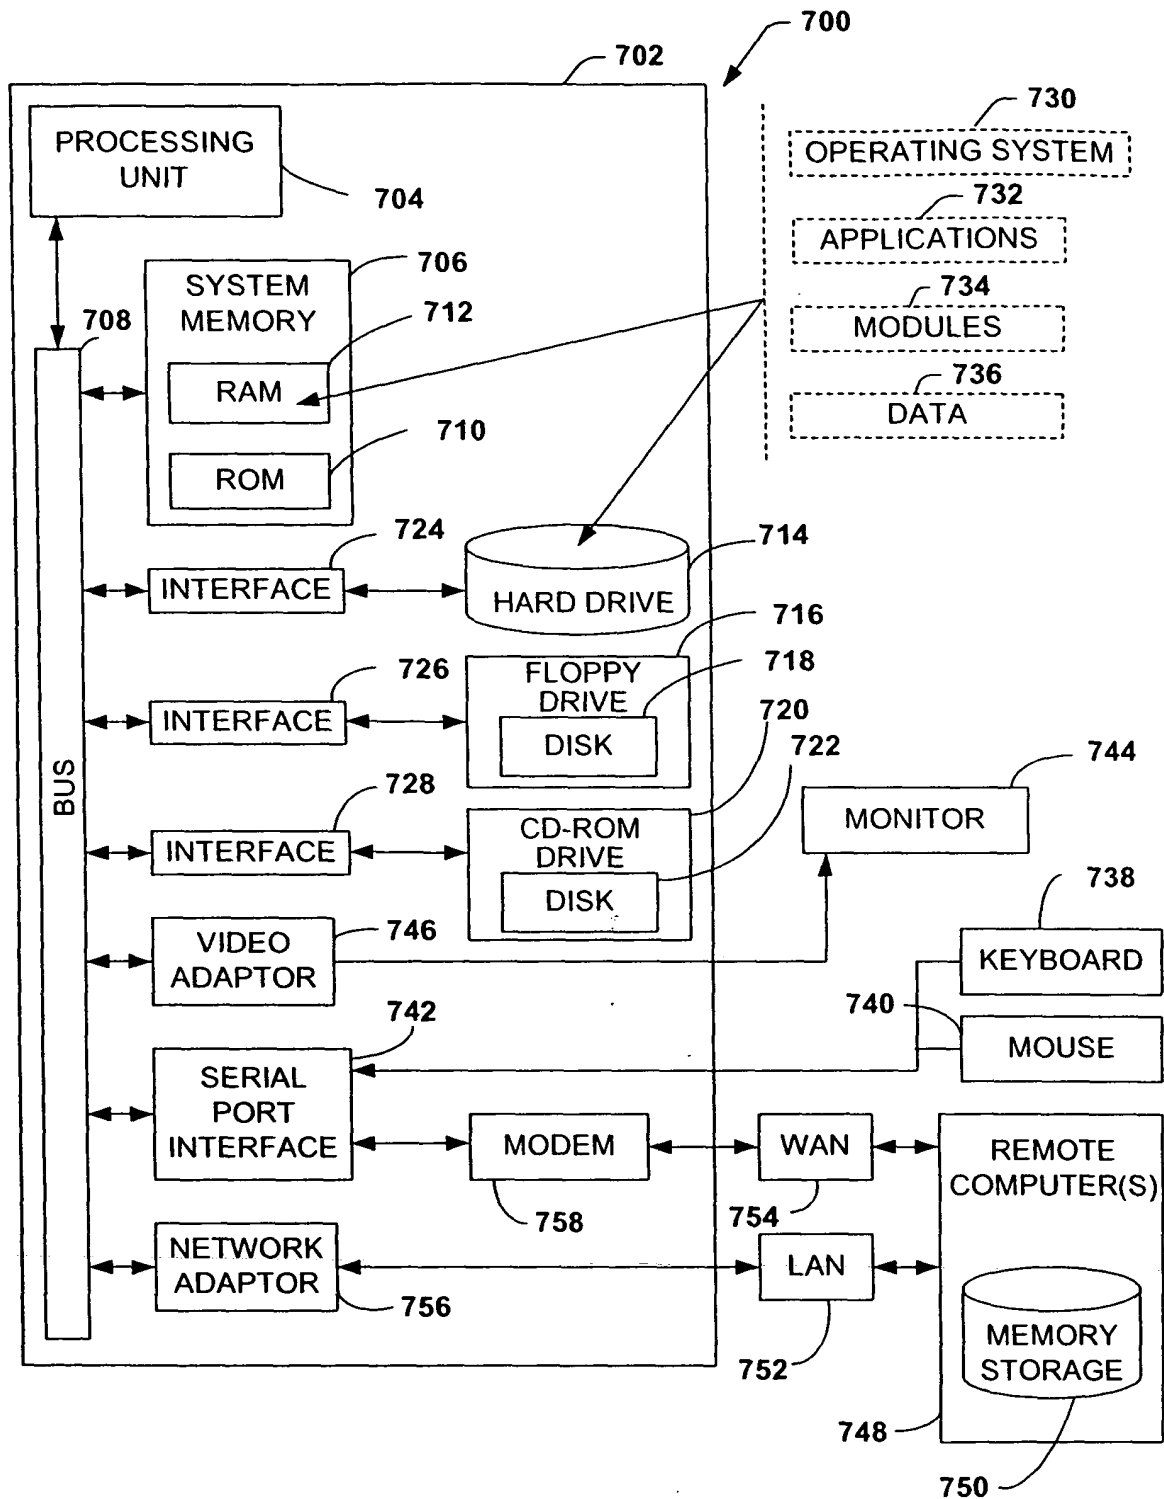 700
702
730
PROCESSING
UNIT
704
OPERATING SYSTEM
732
APPLICATIONS
706
SYSTEM
MEMORY
708
712
734
MODULES
RAM
736
DATA
710
ROM
724
714
INTERFACE
HARD DRIVE
716
726
FLOPPY
DRIVE
718
INTERFACE
720
DISK
722
744
BUS
728
MONITOR
INTERFACE
CD-ROM
DRIVE
738
DISK
746
VIDEO
ADAPTOR
KEYBOARD
742
740
MOUSE
SERIAL
PORT
INTERFACE
MODEM
WAN
REMOTE
COMPUTER(S)
758
754
NETWORK
ADAPTOR
LAN
756
752
MEMORY
STORAGE
748
750